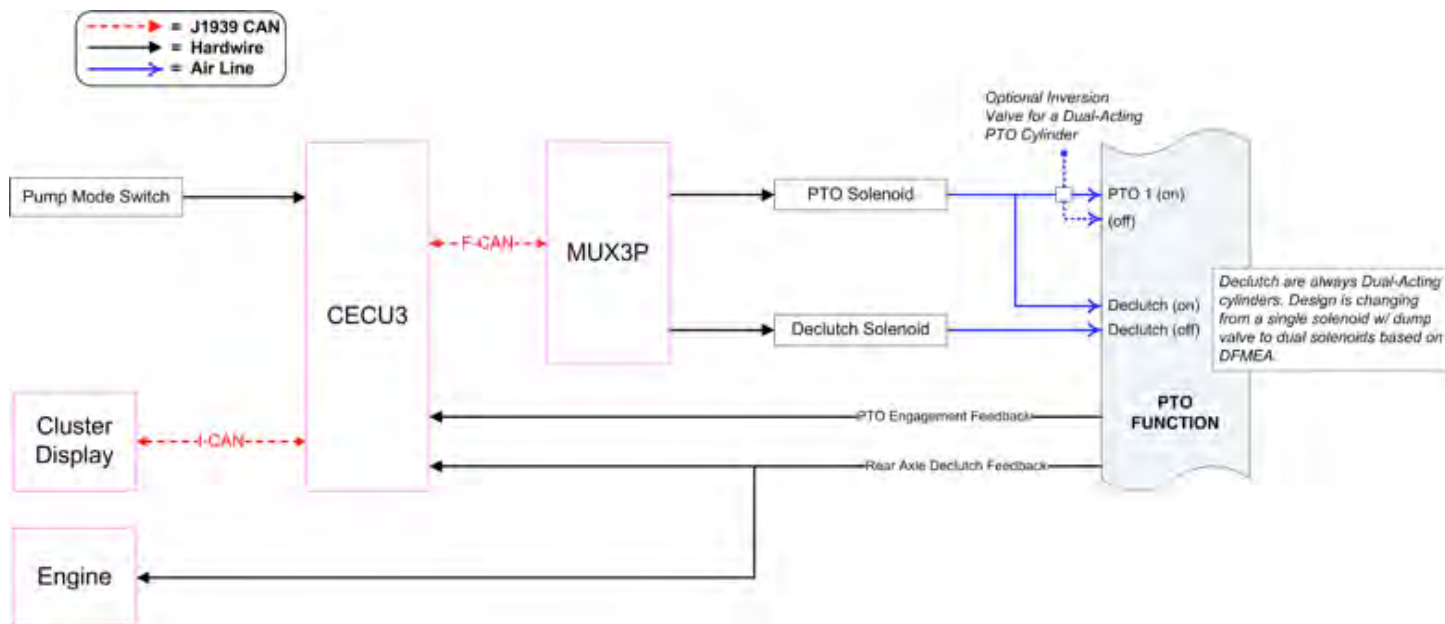 = J1939 CAN
= Hardwire
= Air Line
Optional Inversion
Valve for a Dual-Acting
PTO Cylinder
Pump Mode Switch
CECU3
F-CAN
MUX3P
PTO Solenoid
PTO 1 (on)
(off)
Declutch Solenoid
Declutch (on)
Declutch (off)
Declutch are always Dual-Acting
cylinders. Design is changing
from a single solenoid w/ dump
valve to dual solenoids based on
DFMEA.
PTO
FUNCTION
PTO Engagement Feedback
Rear Axle Declutch Feedback
Cluster
Display
I-CAN
Engine